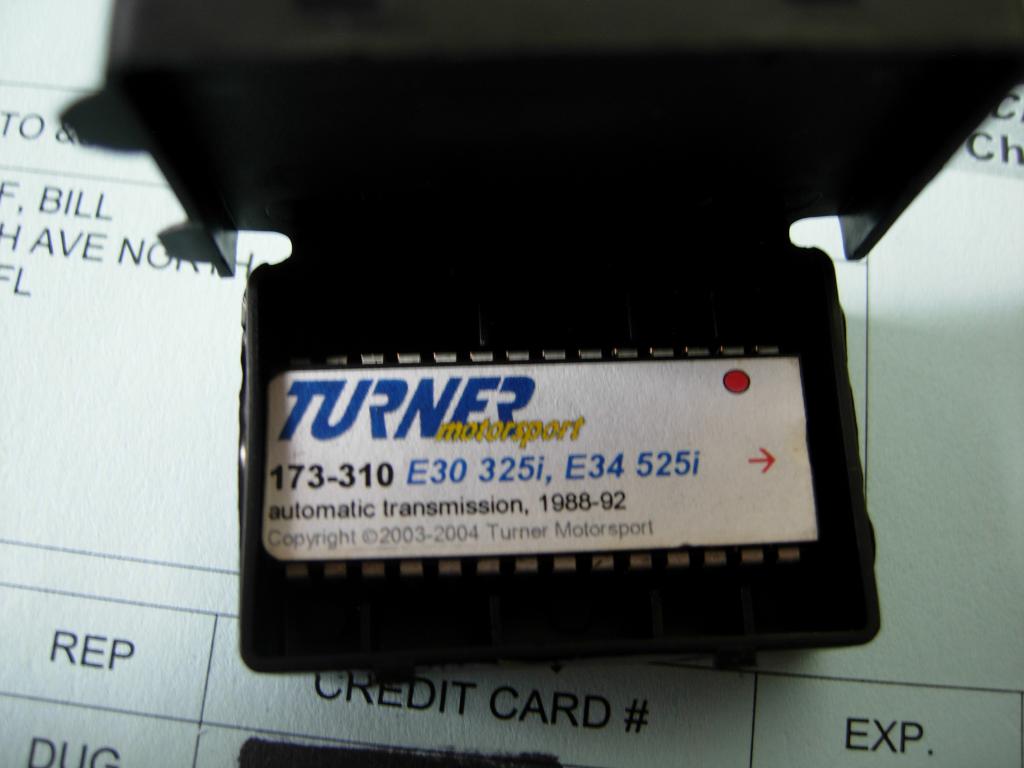 TO &
C
Ch
F, BILL
H AVE NORTH
FL
TURNER
motorsport
173-310 E30 325i, E34 525i
automatic transmission, 1988-92
Copyright ©2003-2004 Turner Motorsport
REP
CREDIT CARD #
EXP.
DUG